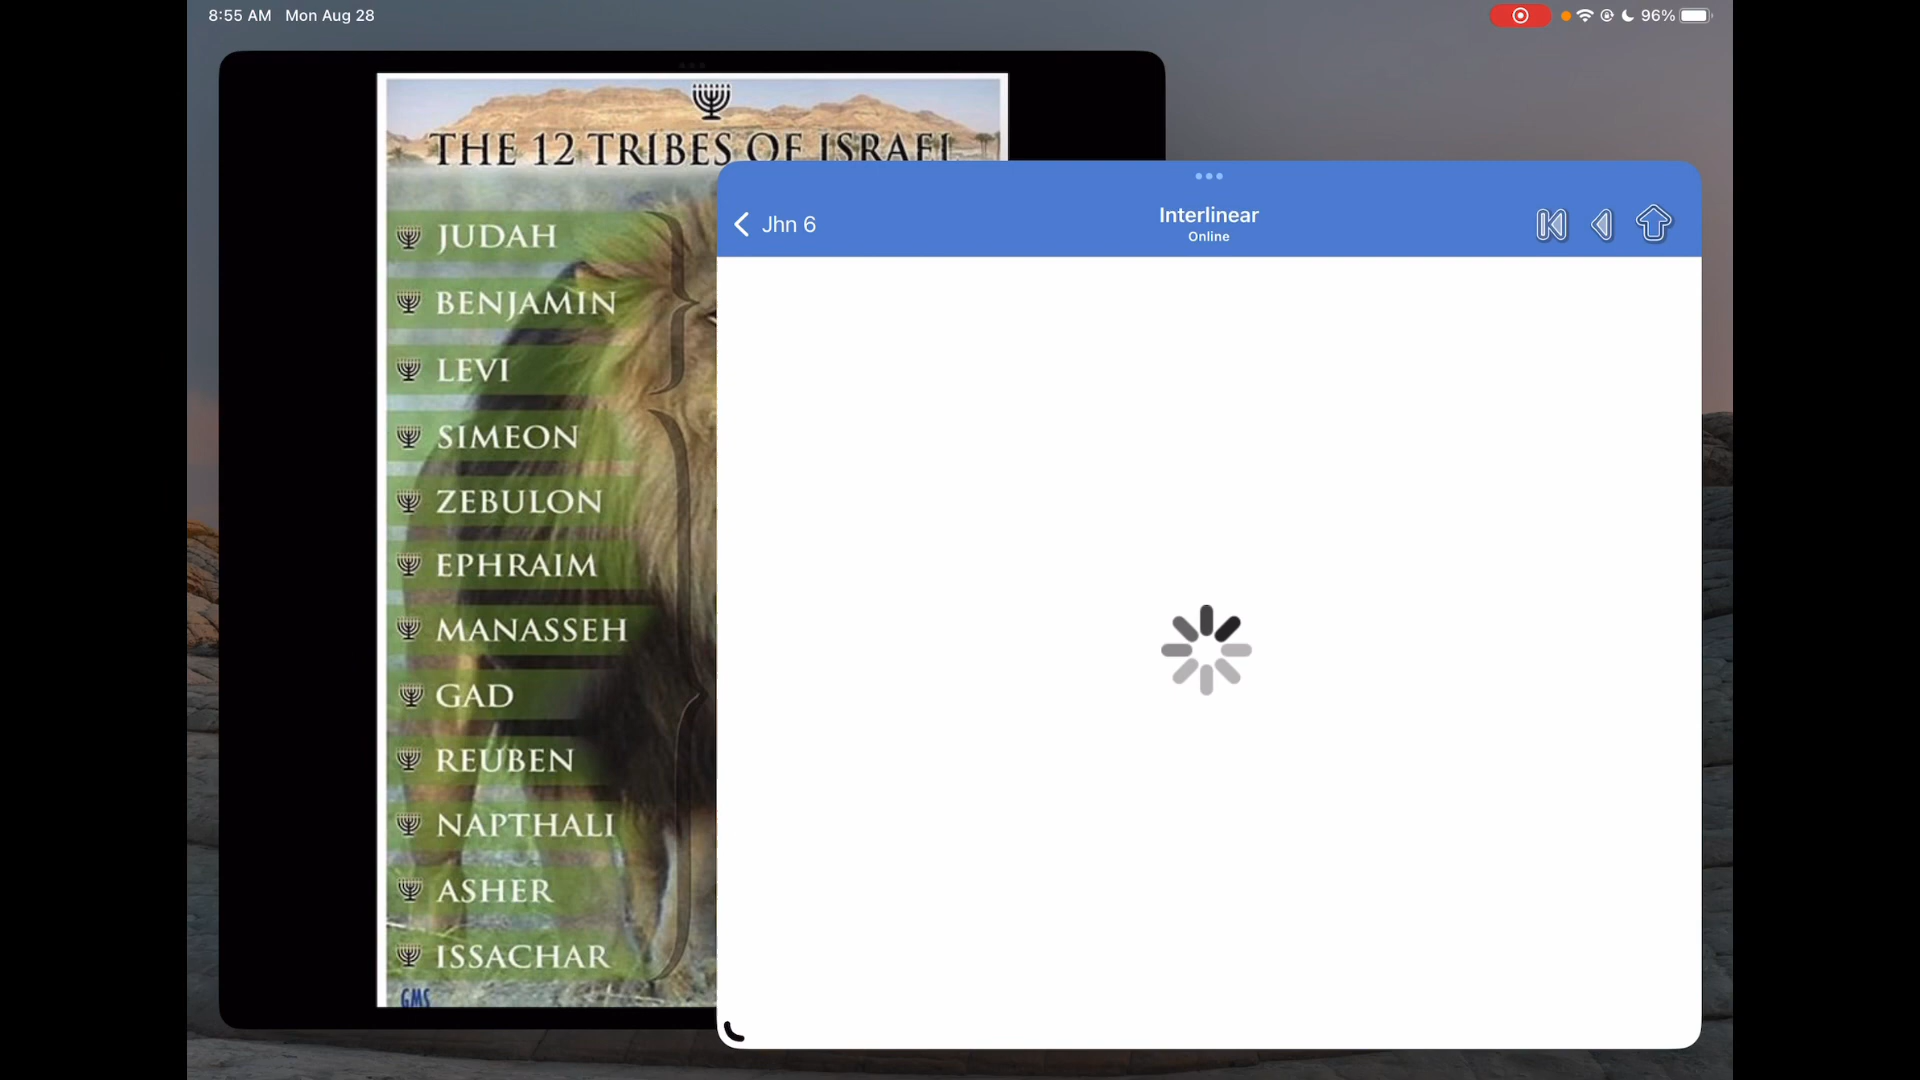 8:55 AM Mon Aug 28
96%
THE 12 TRIBES OF ISRAEL
JUDAH
BENJAMIN
LEVI
SIMEON
ZEBULON
EPHRAIM
MANASSEH
GAD
REUBEN
NAPTHALI
ASHER
ISSACHAR
GMS
Jhn 6
Interlinear
Online